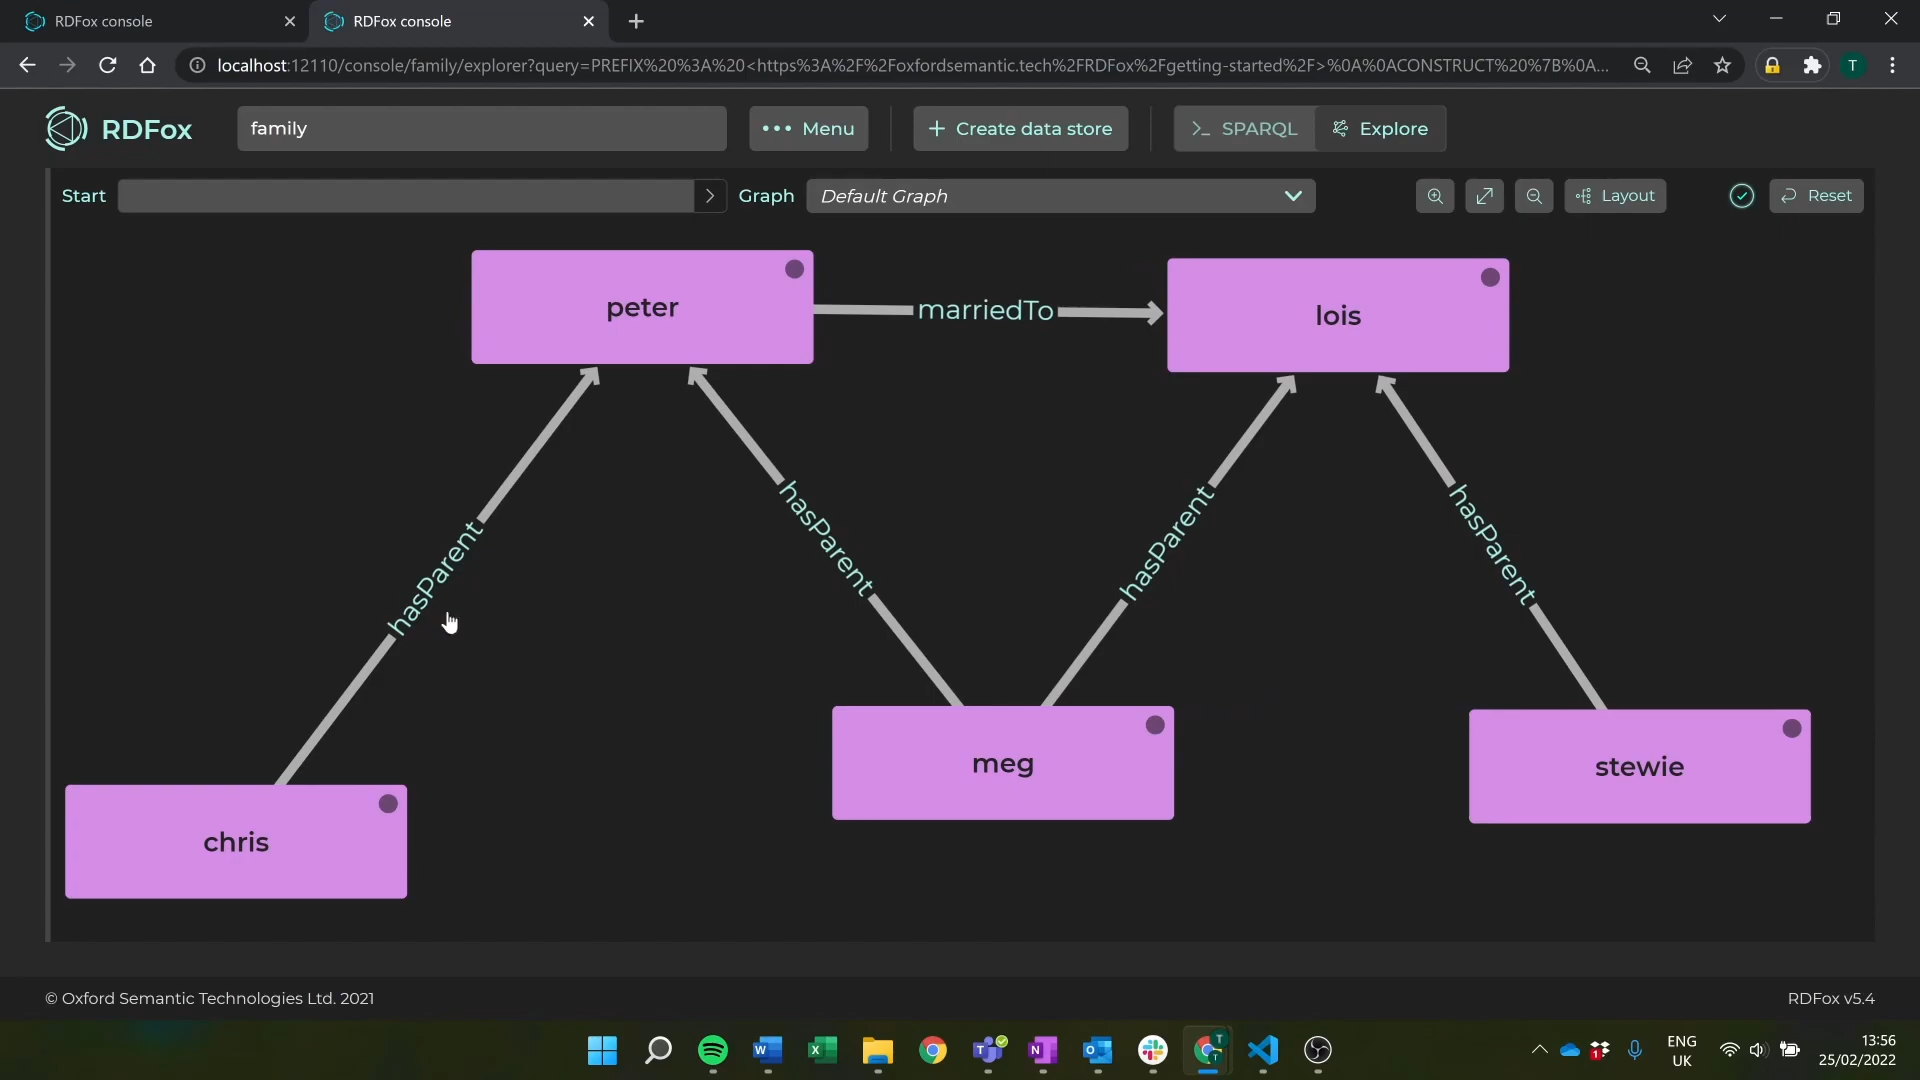 RDFox console
RDFox console
localhost:12110/console/family/explorer?query=PREFIX%20%3A%20<https%3A%2F%2Foxfordsemantic.tech%2FRDFox%2Fgetting-started%2F>%0A%0ACONSTRUCT%20%7B%0A...
T
RDFox
family
Menu
Create data store
SPARQL
Explore
Start
Graph
Default Graph
Layout
Reset
peter
marriedTo
lois
hasParent
hasParent
hasParent
hasParent
chris
meg
stewie
© Oxford Semantic Technologies Ltd. 2021
RDFox v5.4
ENG
UK
13:56
25/02/2022